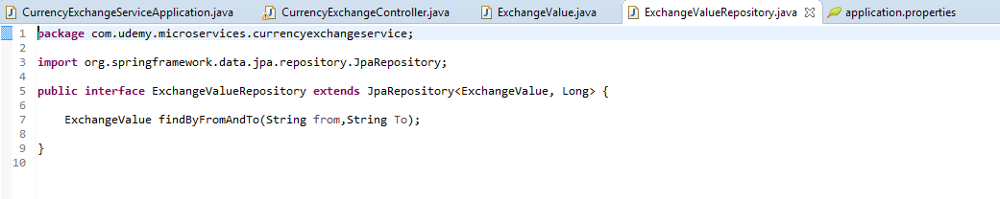 CurrencyExchangeServiceApplication.java CurrencyExchangeController.java ExchangeValue.java ExchangeValueRepository.java application.properties
1 package com.udemy.microservices.currencyexchangeservice;
2
3 import org.springframework.data.jpa.repository.JpaRepository;
4
5 public interface ExchangeValueRepository extends JpaRepository<ExchangeValue, Long> {
6
7 ExchangeValue findByFromAndTo(String from,String To);
8
9 }
10